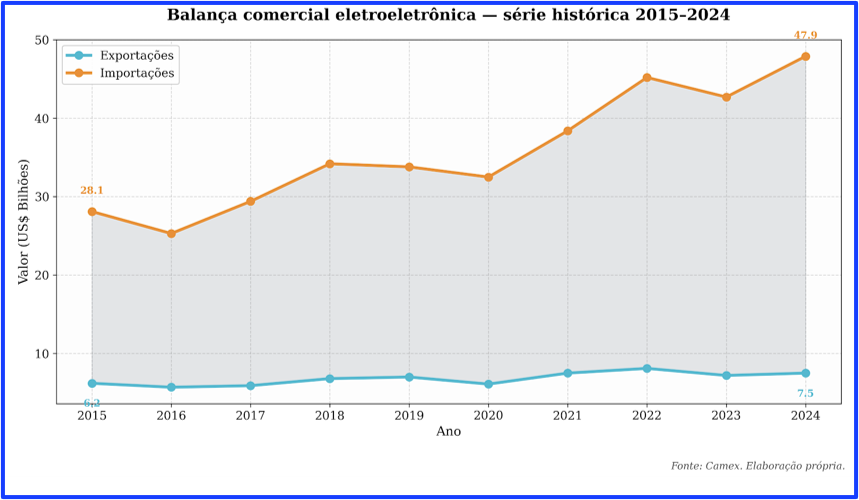 Balança comercial eletroeletrônica — série histórica 2015–2024
47.9
50
Exportações
Importações
40
30
28.1
20
10
7.5
6.2
2015 2016 2017 2018 2019 2020 2021 2022 2023 2024
Valor (US$ Bilhões)
Ano
Fonte: Camex. Elaboração própria.